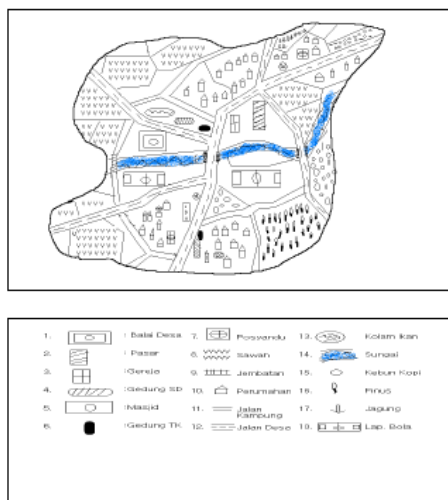 1. : Balai Desa 7. Posyandu 13. Kolam Ikan
2. : Pasar 8. Sawah 14. Sungai
3. : Gereja 9. Jembatan 15. Kebun Kopi
4. : Gedung SD 10. Perumahan 16. Pinus
5. : Masjid 11. Jalan Kampung 17. Jagung
6. : Gedung TK 12. Jalan Desa 18. Lap. Bola